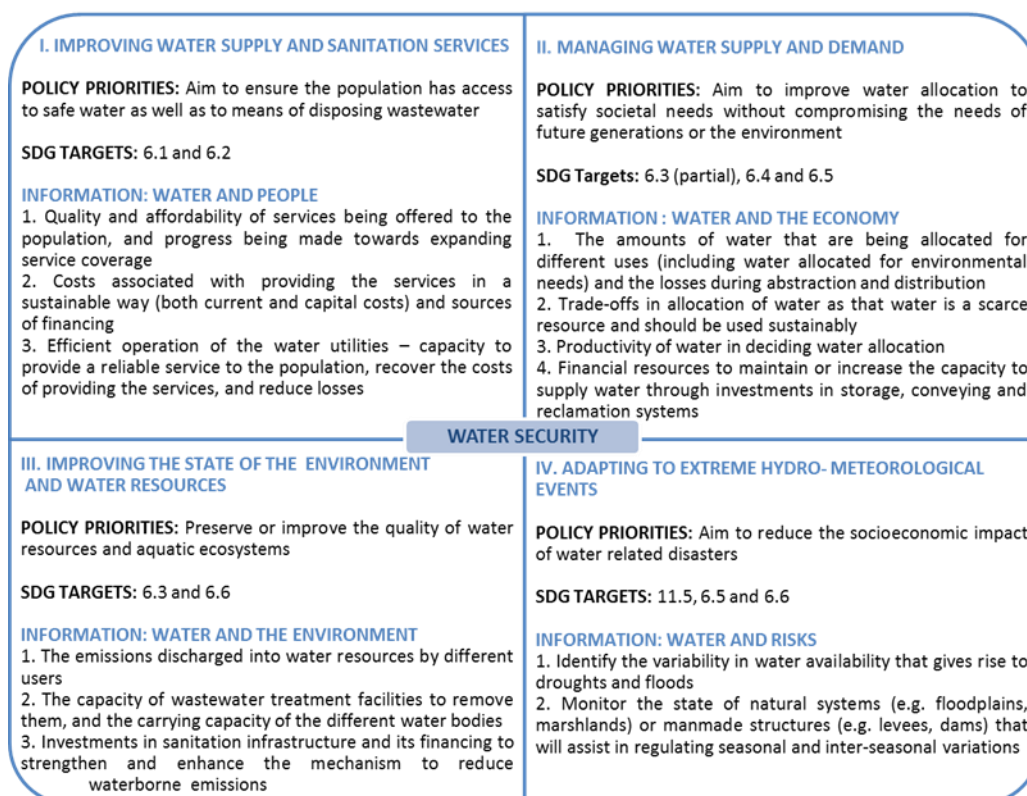 I. IMPROVING WATER SUPPLY AND SANITATION SERVICES
POLICY PRIORITIES: Aim to ensure the population has access
to safe water as well as to means of disposing wastewater
SDG TARGETS: 6.1 and 6.2
INFORMATION: WATER AND PEOPLE
1. Quality and affordability of services being offered to the
population, and progress being made towards expanding
service coverage
2. Costs associated with providing the services in a
sustainable way (both current and capital costs) and sources
of financing
3. Efficient operation of the water utilities – capacity to
provide a reliable service to the population, recover the costs
of providing the services, and reduce losses
II. MANAGING WATER SUPPLY AND DEMAND
POLICY PRIORITIES: Aim to improve water allocation to
satisfy societal needs without compromising the needs of
future generations or the environment
SDG Targets: 6.3 (partial), 6.4 and 6.5
INFORMATION : WATER AND THE ECONOMY
1. The amounts of water that are being allocated for
different uses (including water allocated for environmental
needs) and the losses during abstraction and distribution
2. Trade-offs in allocation of water as that water is a scarce
resource and should be used sustainably
3. Productivity of water in deciding water allocation
4. Financial resources to maintain or increase the capacity to
supply water through investments in storage, conveying and
reclamation systems
WATER SECURITY
III. IMPROVING THE STATE OF THE ENVIRONMENT
AND WATER RESOURCES
POLICY PRIORITIES: Preserve or improve the quality of water
resources and aquatic ecosystems
SDG TARGETS: 6.3 and 6.6
INFORMATION: WATER AND THE ENVIRONMENT
1. The emissions discharged into water resources by different
users
2. The capacity of wastewater treatment facilities to remove
them, and the carrying capacity of the different water bodies
3. Investments in sanitation infrastructure and its financing to
strengthen and enhance the mechanism to reduce
waterborne emissions
IV. ADAPTING TO EXTREME HYDRO- METEOROLOGICAL
EVENTS
POLICY PRIORITIES: Aim to reduce the socioeconomic impact
of water related disasters
SDG TARGETS: 11.5, 6.5 and 6.6
INFORMATION: WATER AND RISKS
1. Identify the variability in water availability that gives rise to
droughts and floods
2. Monitor the state of natural systems (e.g. floodplains,
marshlands) or manmade structures (e.g. levees, dams) that
will assist in regulating seasonal and inter-seasonal variations